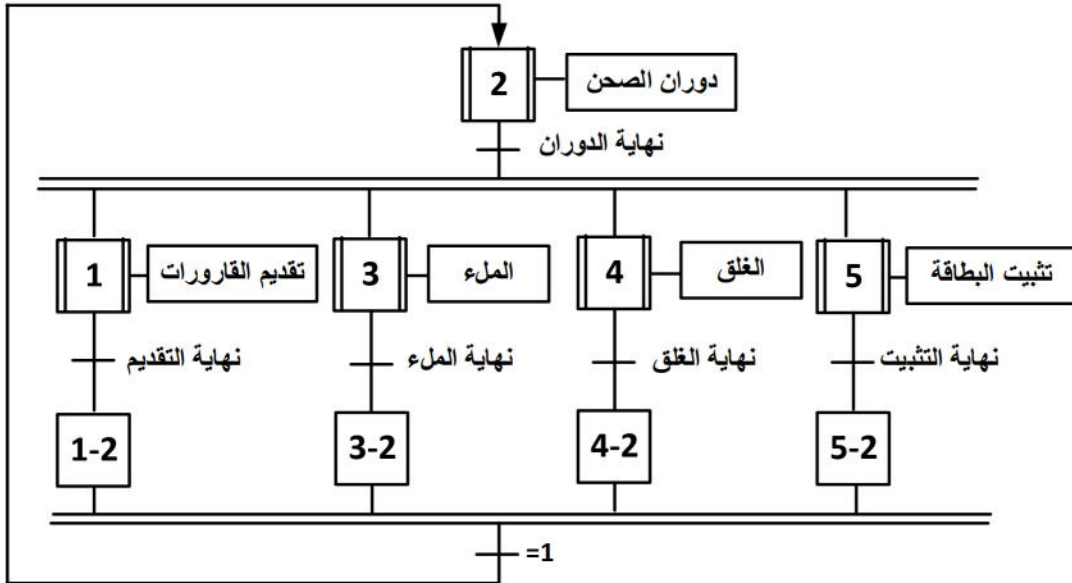 2
دوران الصحن
نهاية الدوران
1
تقديم القارورات
3
الملء
4
الغلق
5
تثبيت البطاقة
نهاية التقديم
نهاية الملء
نهاية الغلق
نهاية التثبيت
1-2
3-2
4-2
5-2
=1